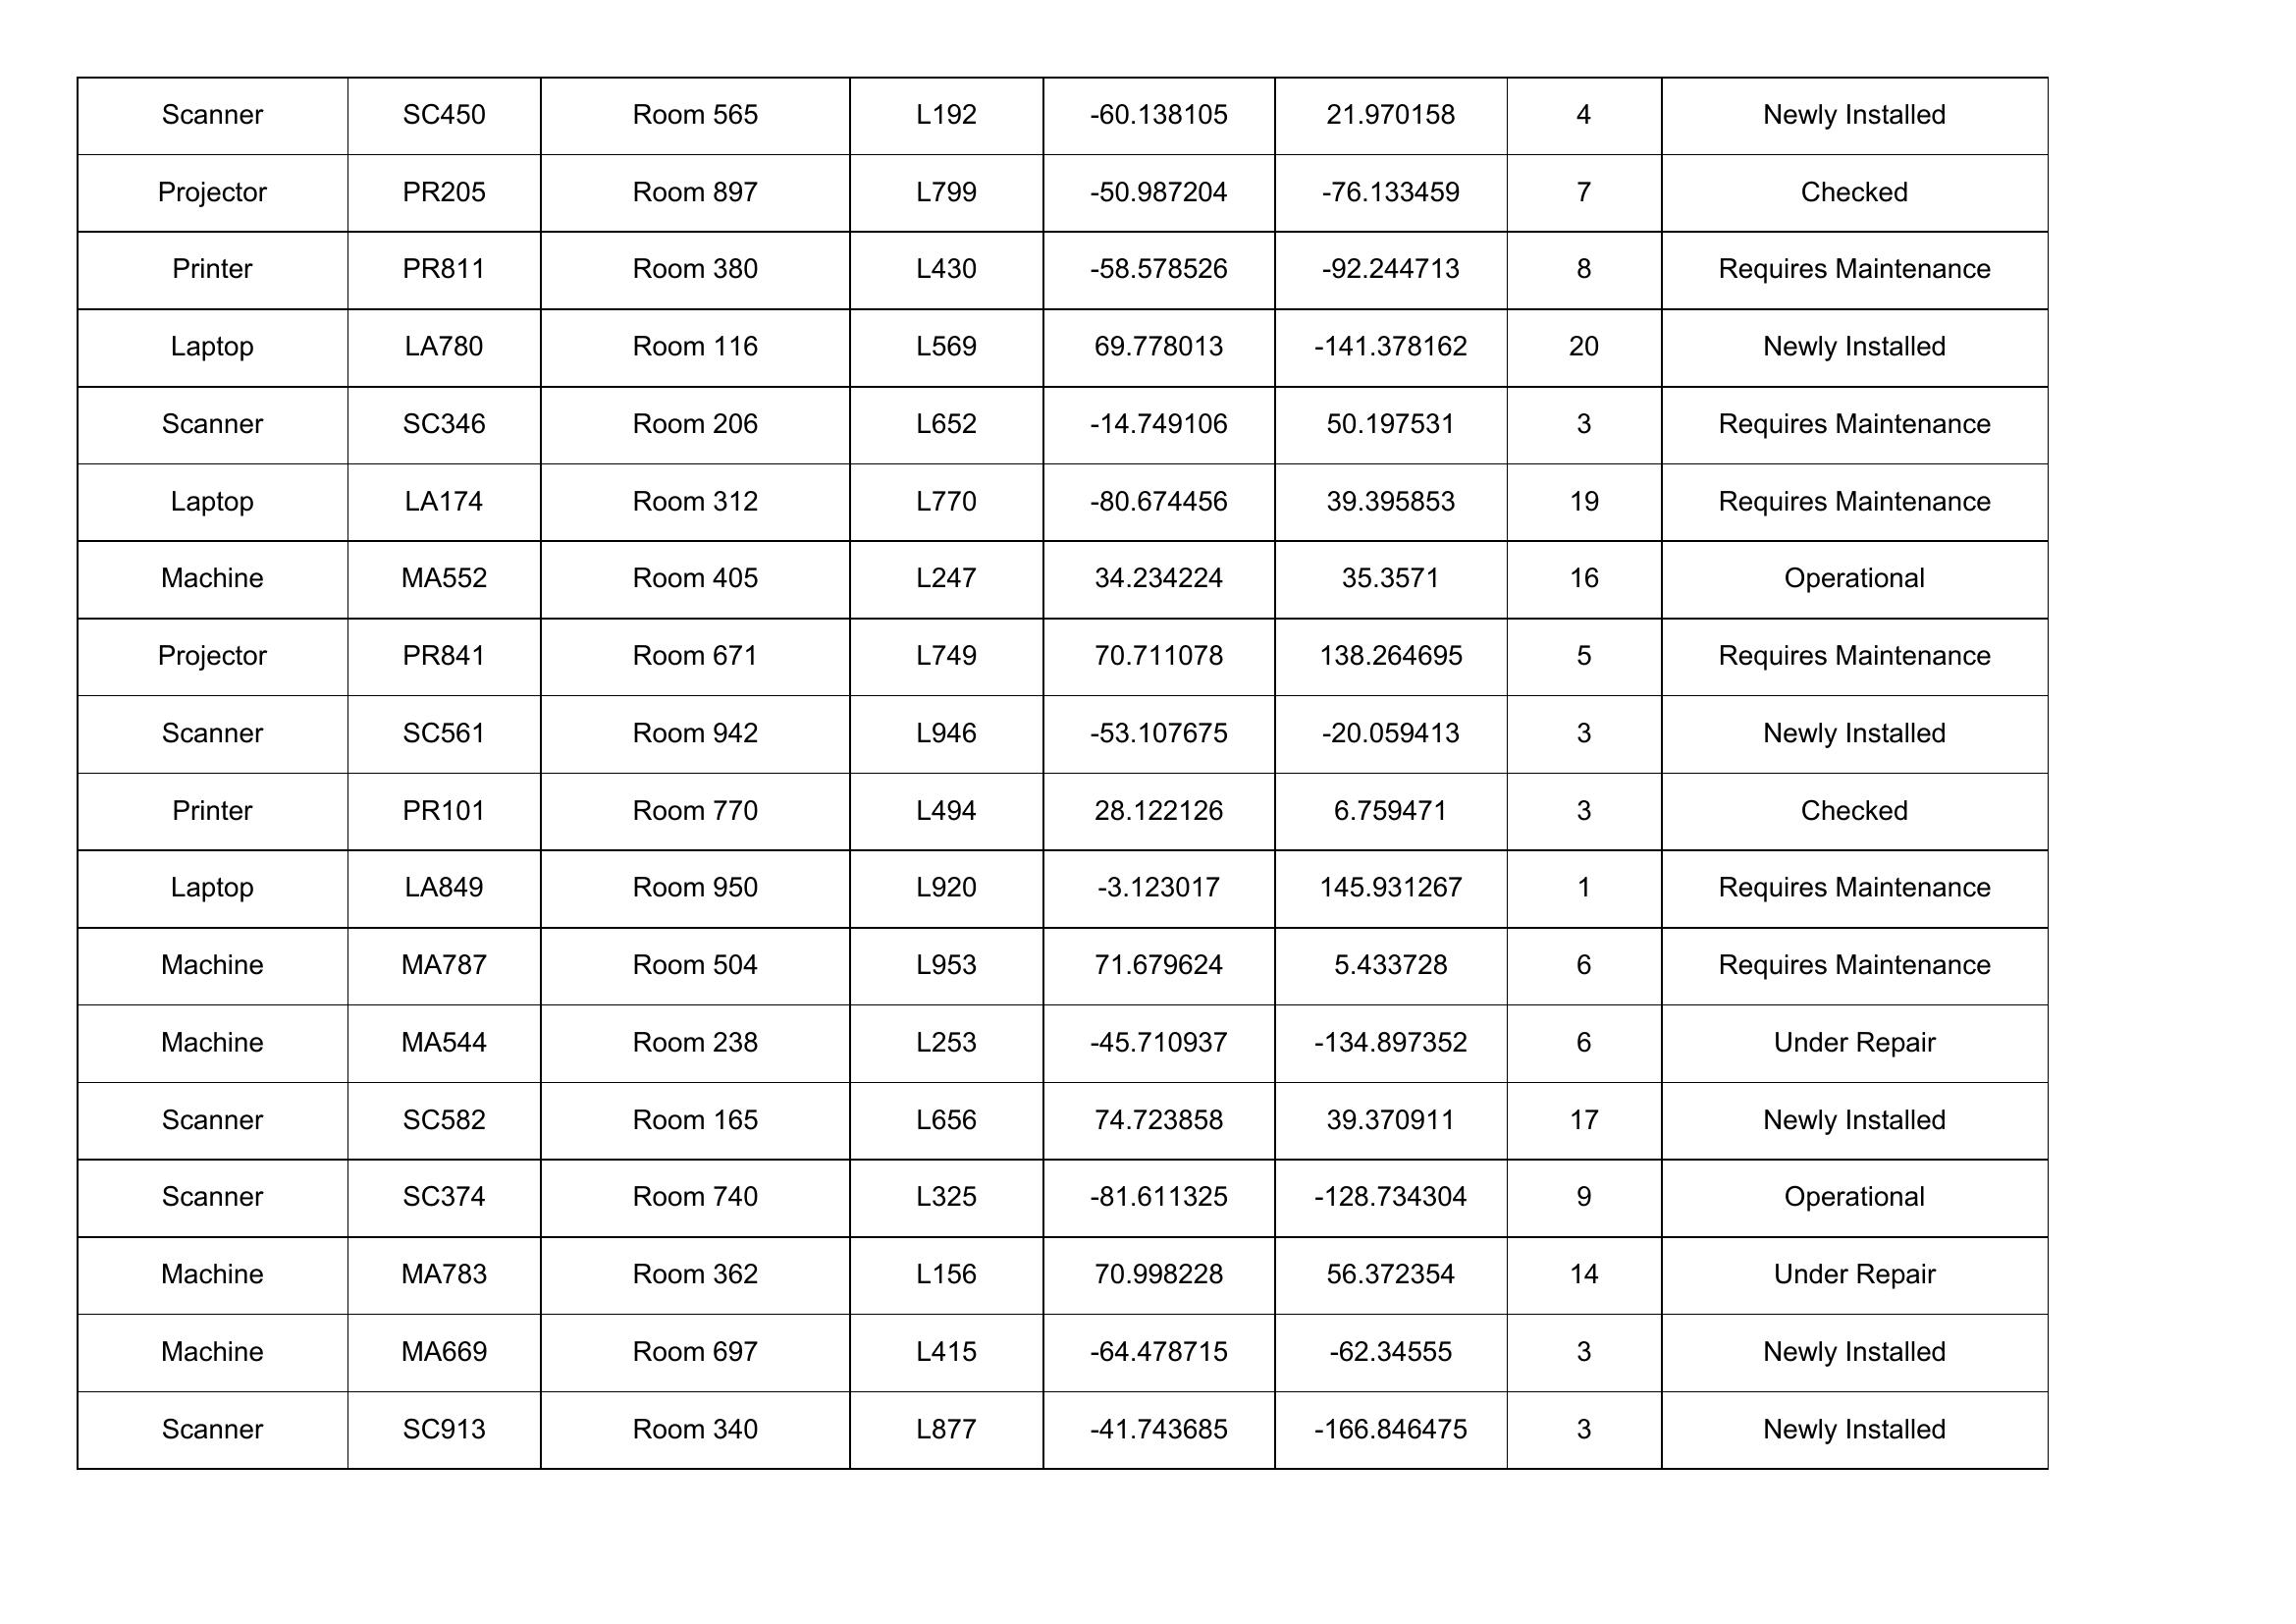 Scanner SC450 Room 565 L192 -60.138105 21.970158 4 Newly Installed
Projector PR205 Room 897 L799 -50.987204 -76.133459 7 Checked
Printer PR811 Room 380 L430 -58.578526 -92.244713 8 Requires Maintenance
Laptop LA780 Room 116 L569 69.778013 -141.378162 20 Newly Installed
Scanner SC346 Room 206 L652 -14.749106 50.197531 3 Requires Maintenance
Laptop LA174 Room 312 L770 -80.674456 39.395853 19 Requires Maintenance
Machine MA552 Room 405 L247 34.234224 35.3571 16 Operational
Projector PR841 Room 671 L749 70.711078 138.264695 5 Requires Maintenance
Scanner SC561 Room 942 L946 -53.107675 -20.059413 3 Newly Installed
Printer PR101 Room 770 L494 28.122126 6.759471 3 Checked
Laptop LA849 Room 950 L920 -3.123017 145.931267 1 Requires Maintenance
Machine MA787 Room 504 L953 71.679624 5.433728 6 Requires Maintenance
Machine MA544 Room 238 L253 -45.710937 -134.897352 6 Under Repair
Scanner SC582 Room 165 L656 74.723858 39.370911 17 Newly Installed
Scanner SC374 Room 740 L325 -81.611325 -128.734304 9 Operational
Machine MA783 Room 362 L156 70.998228 56.372354 14 Under Repair
Machine MA669 Room 697 L415 -64.478715 -62.34555 3 Newly Installed
Scanner SC913 Room 340 L877 -41.743685 -166.846475 3 Newly Installed